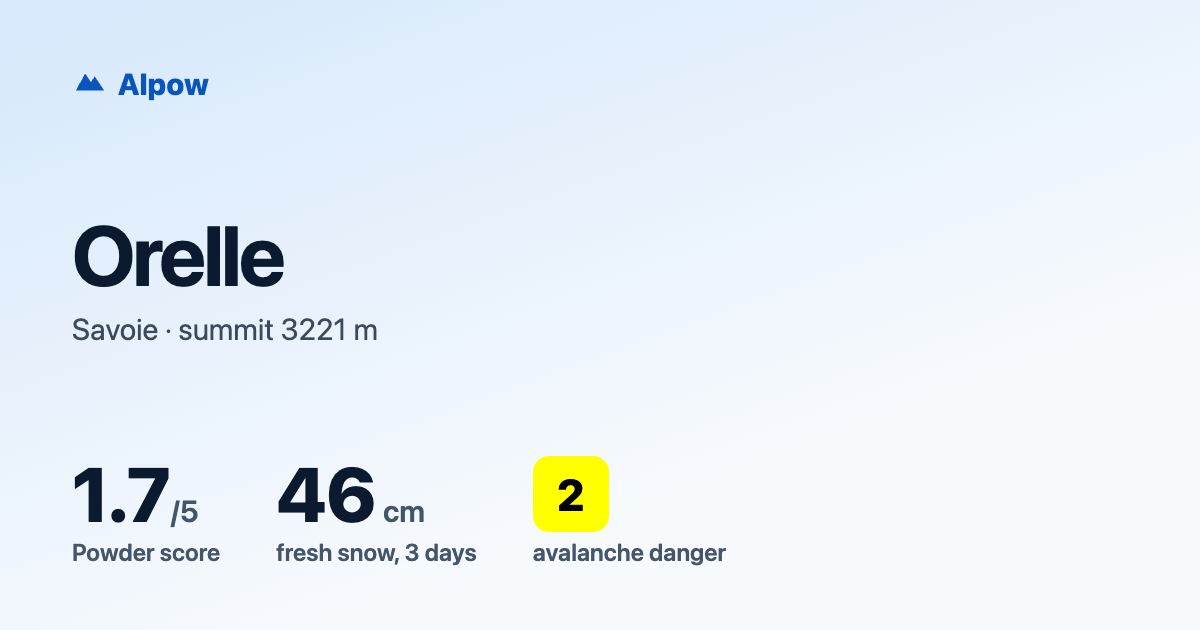 Alpow
Orelle
Savoie · summit 3221 m
1.7/5
Powder score
46 cm
fresh snow, 3 days
2
avalanche danger